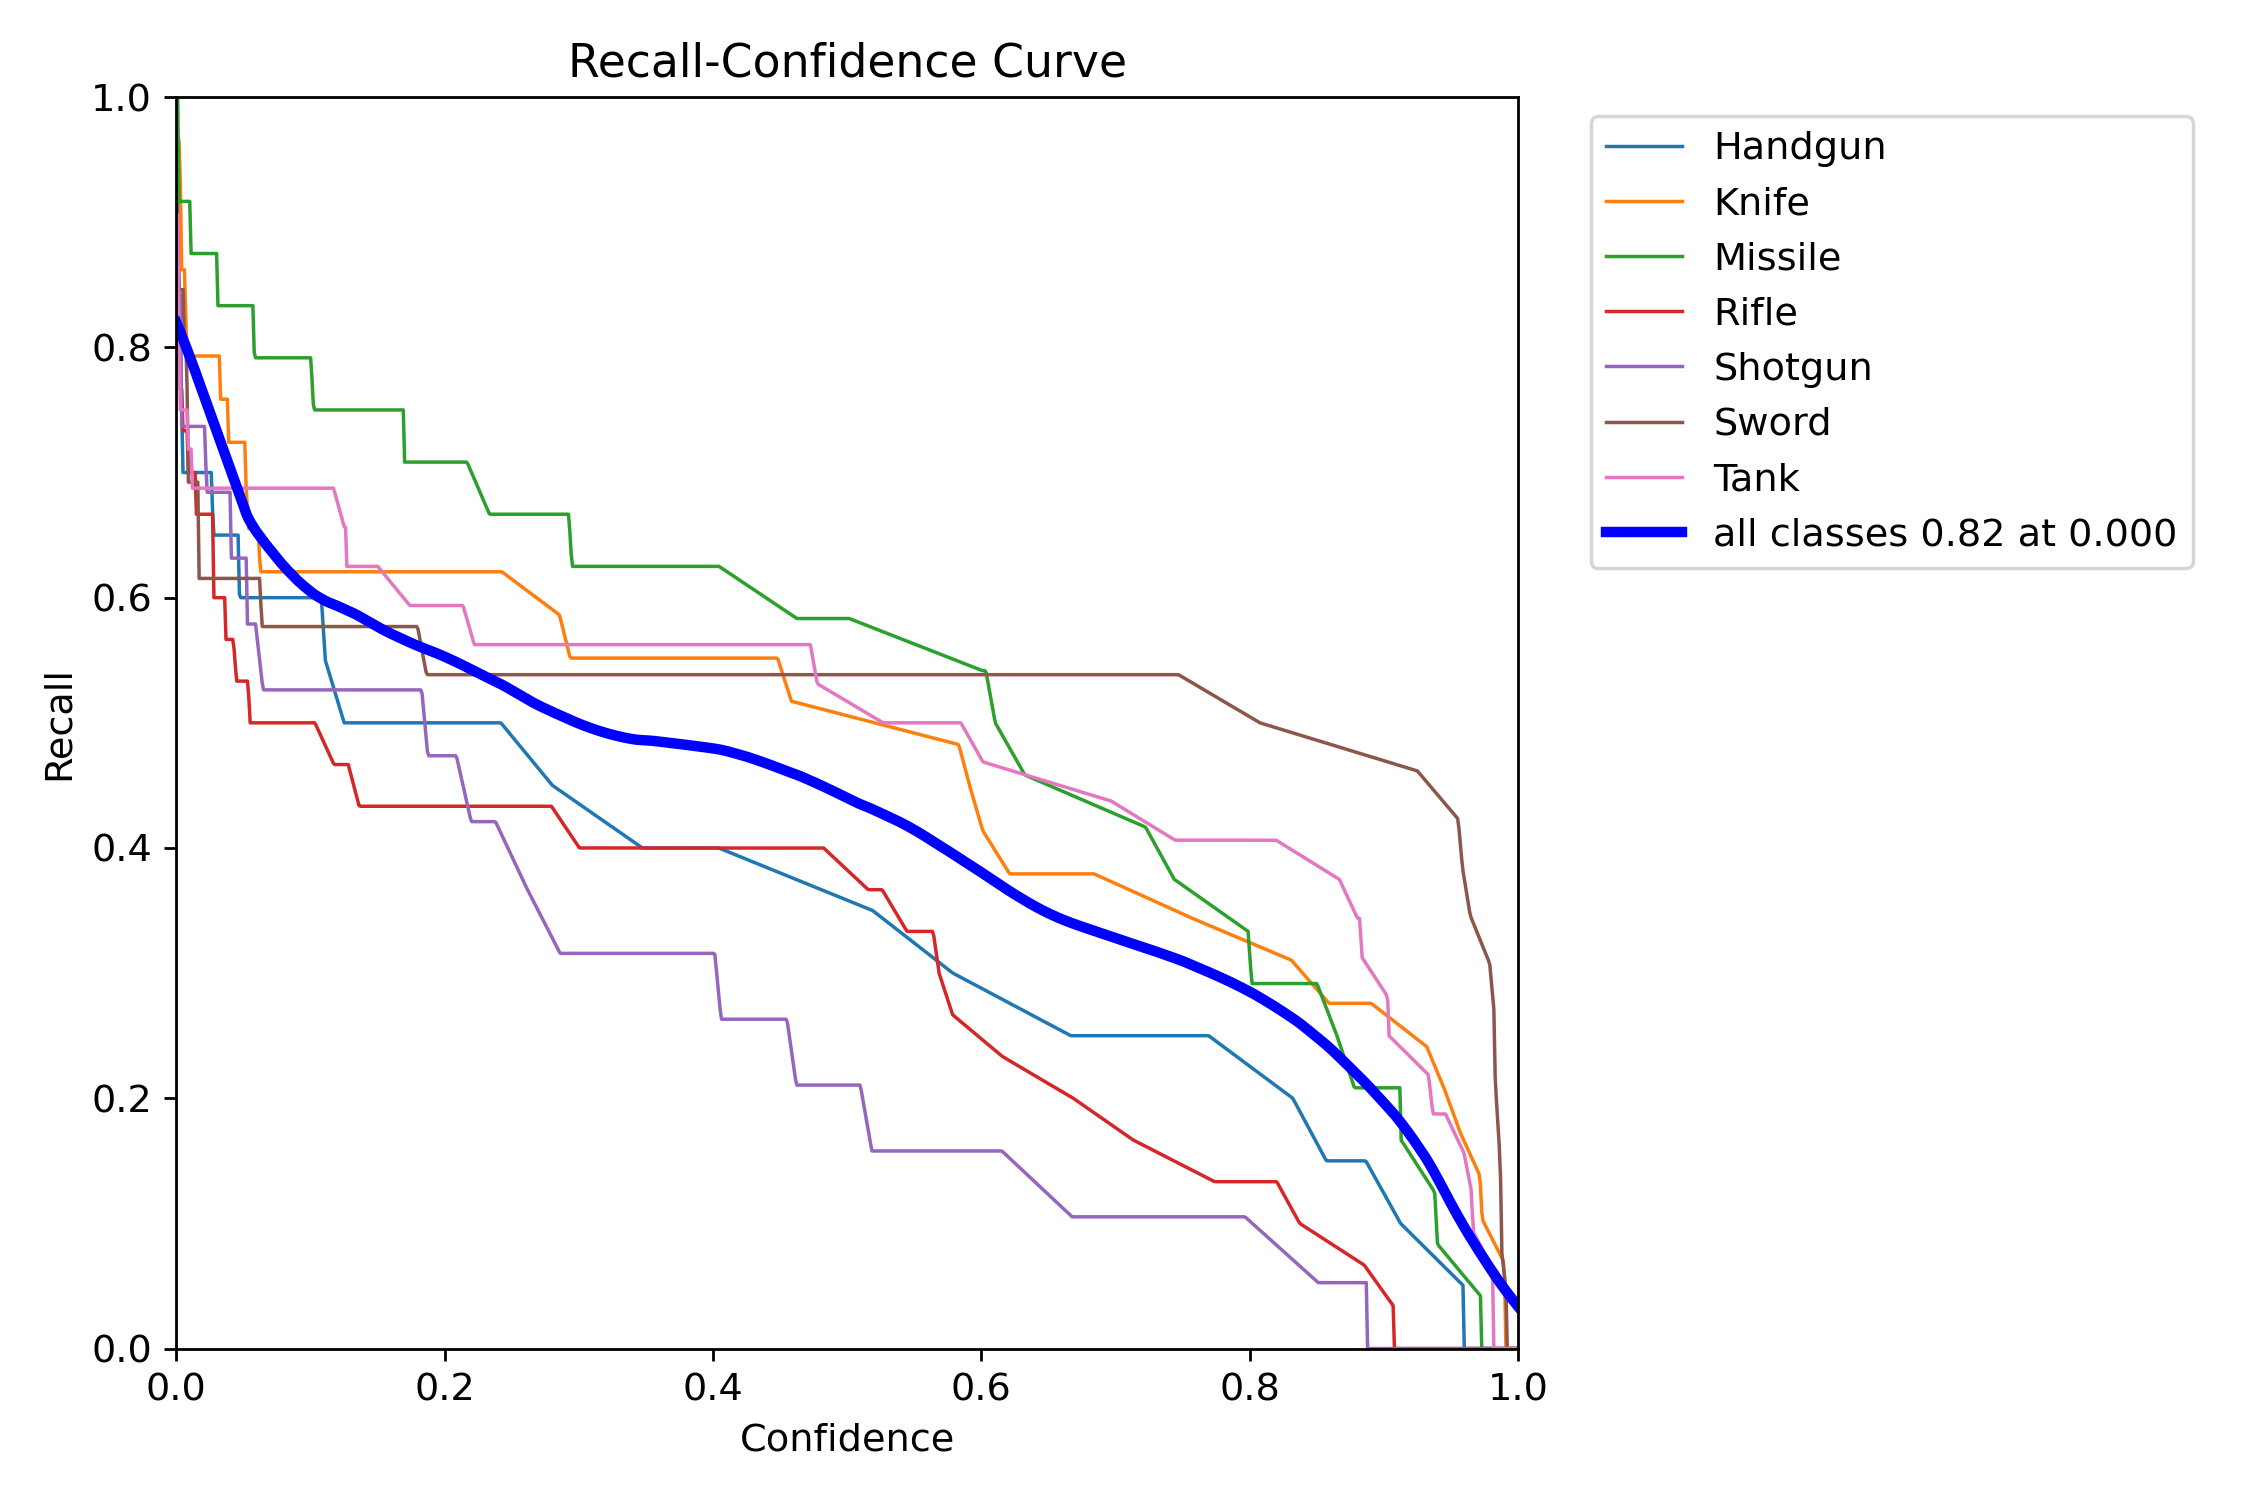 Recall-Confidence Curve
1.0
0.8
0.6
0.4
0.2
0.0
Recall
0.0 0.2 0.4 0.6 0.8 1.0
Confidence
Handgun
Knife
Missile
Rifle
Shotgun
Sword
Tank
all classes 0.82 at 0.000